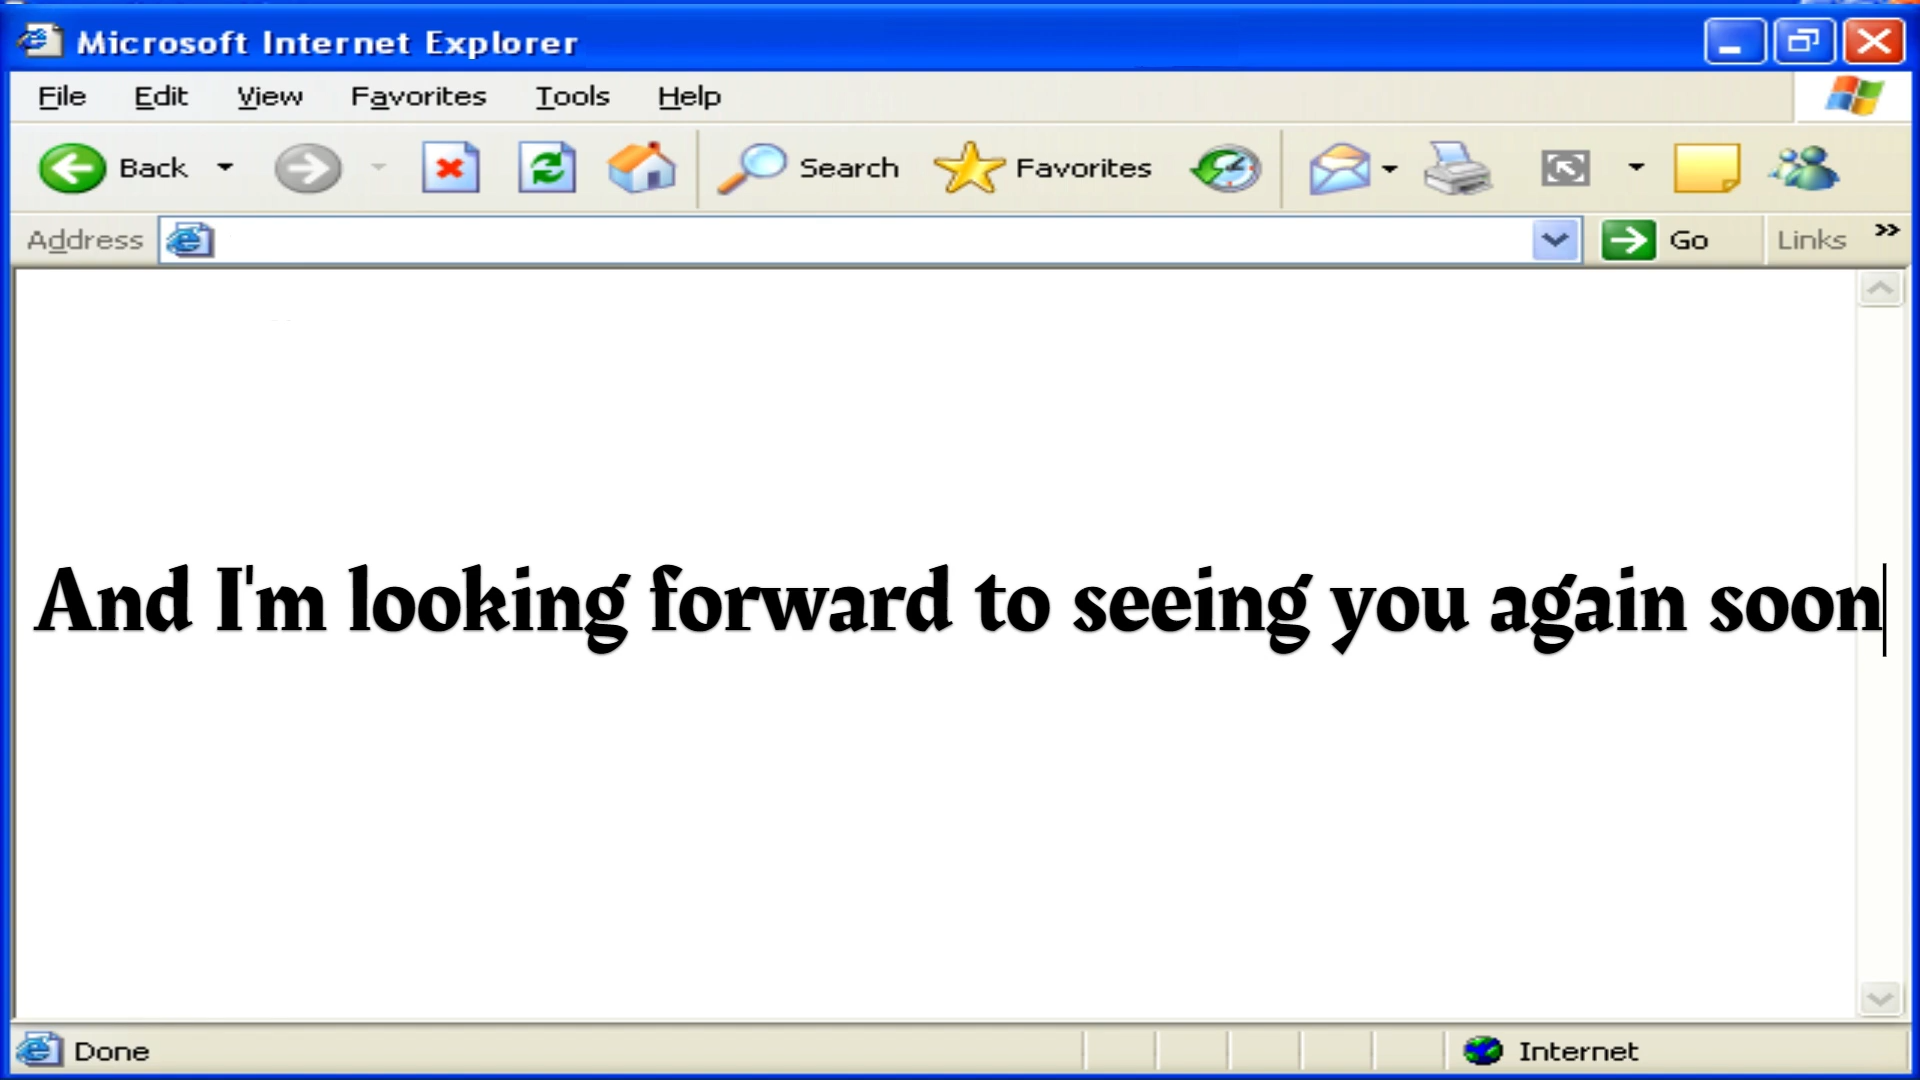 Microsoft Internet Explorer
File Edit View Favorites Tools Help
Back Search Favorites
Address Go Links »
And I'm looking forward to seeing you again soon
Done Internet